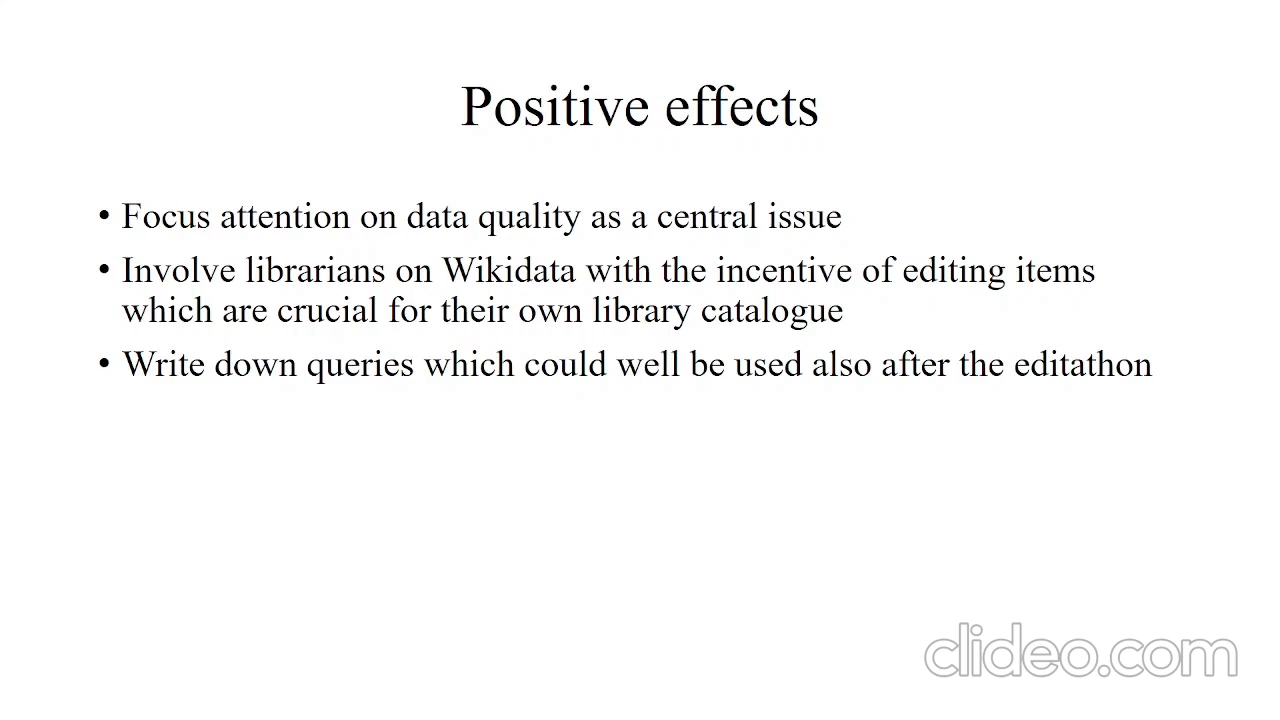 Positive effects
• Focus attention on data quality as a central issue
• Involve librarians on Wikidata with the incentive of editing items
which are crucial for their own library catalogue
• Write down queries which could well be used also after the editathon
clideo.com